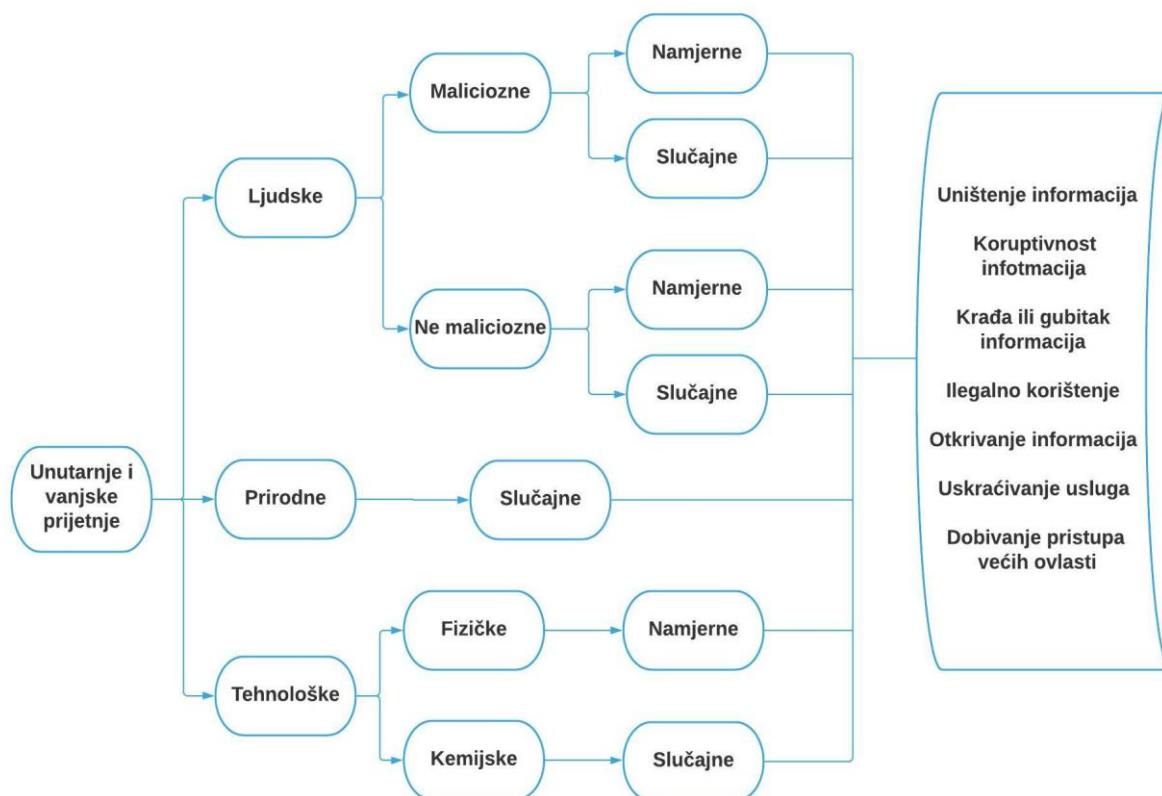 Namjerne
Maliciozne
Slučajne
Ljudske
Namjerne
Ne maliciozne
Slučajne
Unutarnje i
vanjske
prijetnje
Prirodne
Slučajne
Fizičke
Namjerne
Tehnološke
Kemijske
Slučajne
Uništenje informacija
Koruptivnost
infotmacija
Krađa ili gubitak
informacija
Ilegalno korištenje
Otkrivanje informacija
Uskraćivanje usluga
Dobivanje pristupa
većih ovlasti